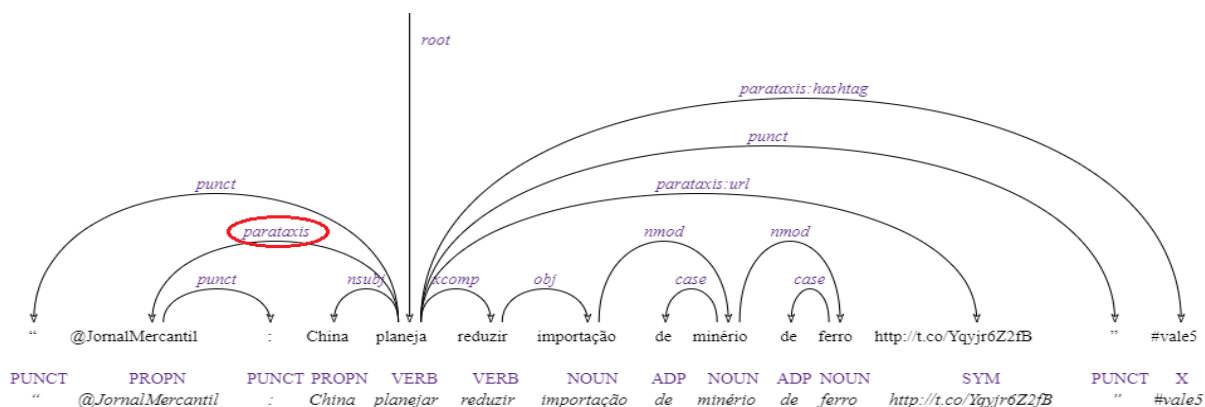 root
parataxis:hashtag
punct
punct parataxis:url
parataxis nmod nmod
punct nsubj xcomp obj case case
“ @JornalMercantil : China planeja reduzir importação de minério de ferro http://t.co/Yqyjr6Z2fB ” #vale5
PUNCT PROPN PUNCT PROPN VERB VERB NOUN ADP NOUN ADP NOUN SYM PUNCT X
“ @JornalMercantil : China planejar reduzir importação de minério de ferro http://t.co/Yqyjr6Z2fB ” #vale5